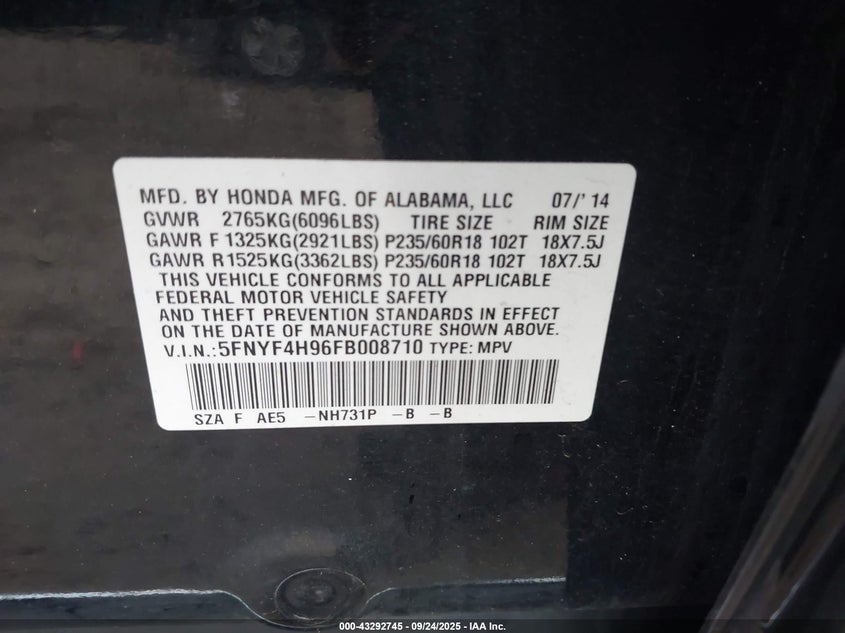 MFD. BY HONDA MFG. OF ALABAMA, LLC 07/'14
GVWR 2765KG(6096LBS) TIRE SIZE RIM SIZE
GAWR F 1325KG(2921LBS) P235/60R18 102T 18X7.5J
GAWR R1525KG(3362LBS) P235/60R18 102T 18X7.5J
THIS VEHICLE CONFORMS TO ALL APPLICABLE
FEDERAL MOTOR VEHICLE SAFETY
AND THEFT PREVENTION STANDARDS IN EFFECT
ON THE DATE OF MANUFACTURE SHOWN ABOVE.
V.I.N.:5FNYF4H96FB008710 TYPE: MPV
SZA F AE5 -NH731P -B -B
000-43292745 - 09/24/2025 - IAA Inc.